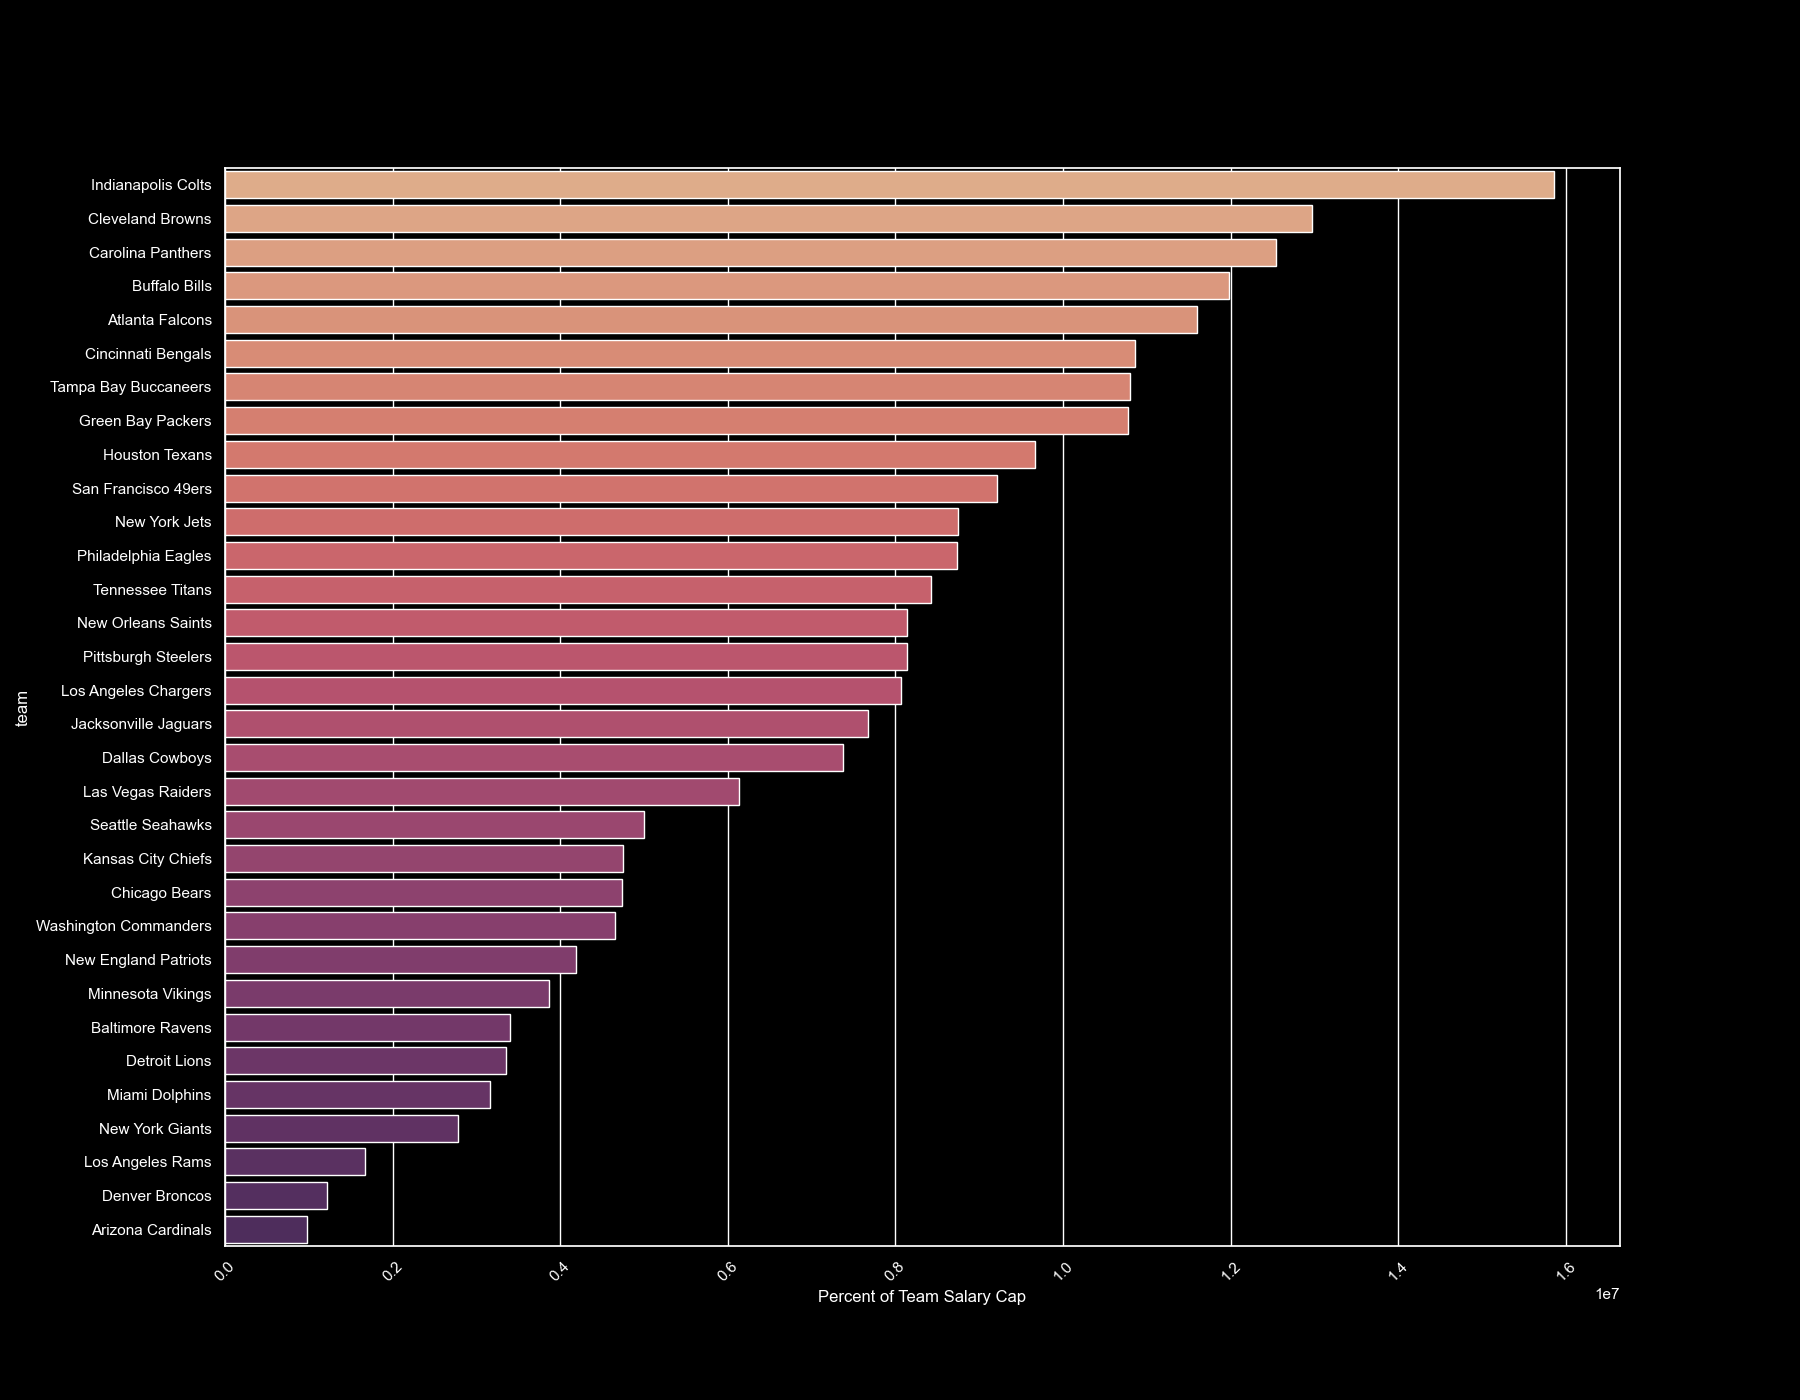 Indianapolis Colts
Cleveland Browns
Carolina Panthers
Buffalo Bills
Atlanta Falcons
Cincinnati Bengals
Tampa Bay Buccaneers
Green Bay Packers
Houston Texans
San Francisco 49ers
New York Jets
Philadelphia Eagles
Tennessee Titans
New Orleans Saints
Pittsburgh Steelers
Los Angeles Chargers
Jacksonville Jaguars
Dallas Cowboys
Las Vegas Raiders
Seattle Seahawks
Kansas City Chiefs
Chicago Bears
Washington Commanders
New England Patriots
Minnesota Vikings
Baltimore Ravens
Detroit Lions
Miami Dolphins
New York Giants
Los Angeles Rams
Denver Broncos
Arizona Cardinals
team
0.0 0.2 0.4 0.6 0.8 1.0 1.2 1.4 1.6
1e7
Percent of Team Salary Cap